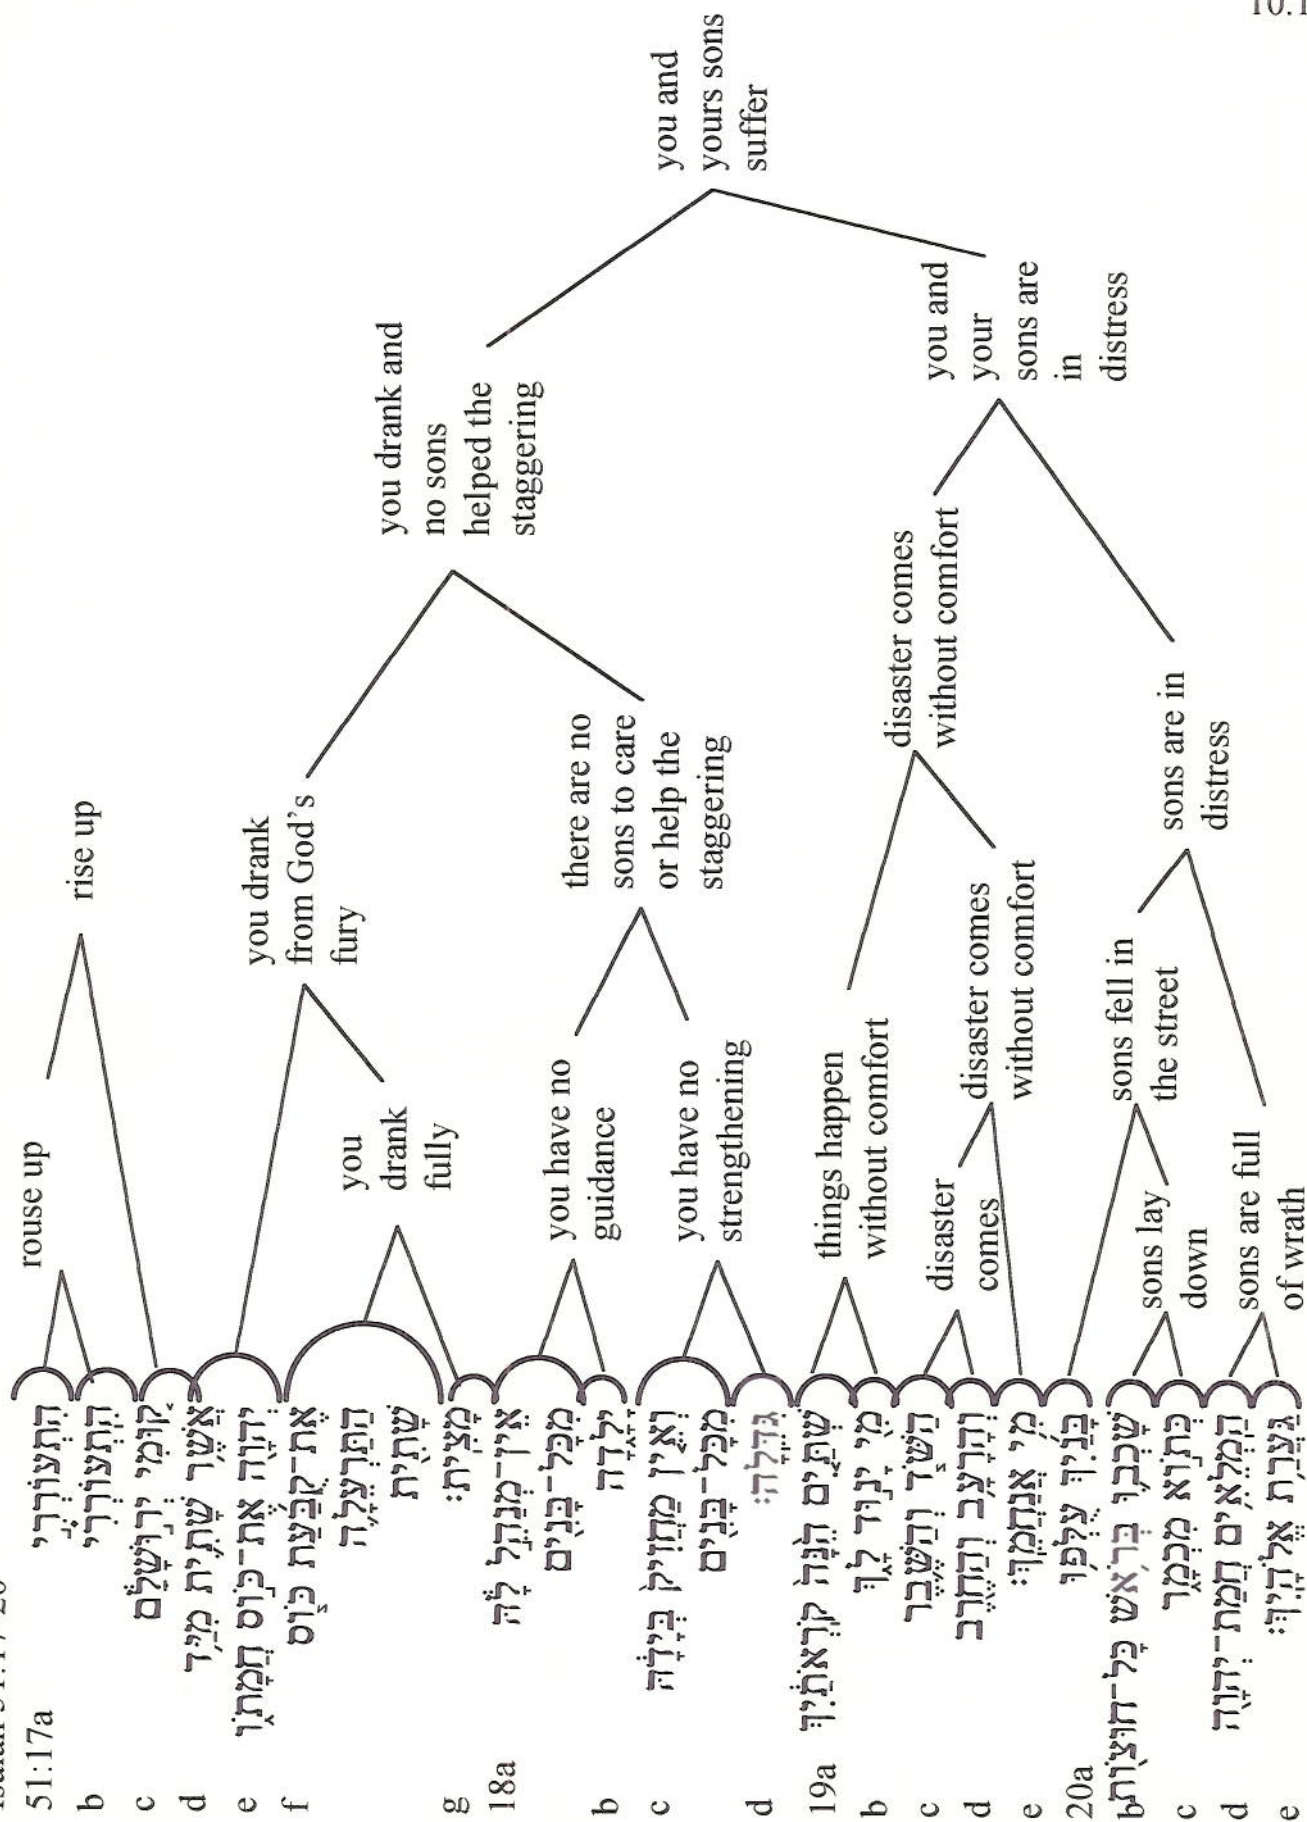 10.1
51:17a
הִתְעוֹרְרִי
b
הִתְעוֹרְרִי
c
קוּמִי יְרוּשָׁלִַם
d
אֲשֶׁר שָׁתִית מִיַּד
e
יְהוָה אֶת־כּוֹס חֲמָתוֹ
f
אֶת־קֻבַּעַת כּוֹס
הַתַּרְעֵלָה
שָׁתִית
g
מָצִית׃
18a
אֵין־מְנַהֵל לָהּ
מִכָּל־בָּנִים
b
יָלָדָה
c
וְאֵין מַחֲזִיק בְּיָדָהּ
מִכָּל־בָּנִים
d
גִּדֵּלָה׃
19a
שְׁתַּיִם הֵנָּה קֹרְאֹתַיִךְ
b
מִי יָנוּד לָךְ
c
הַשֹּׁד וְהַשֶּׁבֶר
d
וְהָרָעָב וְהַחֶרֶב
e
מִי אֲנַחֲמֵךְ׃
20a
בָּנַיִךְ עֻלְּפוּ
b
שָׁכְבוּ בְּרֹאשׁ כָּל־חוּצוֹת
c
כְּתוֹא מִכְמָר
d
הַמְלֵאִים חֲמַת־יְהוָה
e
גַּעֲרַת אֱלֹהָיִךְ׃
rouse up
rise up
you
drank
fully
you drank
from God's
fury
you have no
guidance
you have no
strengthening
there are no
sons to care
or help the
staggering
you drank and
no sons
helped the
staggering
things happen
without comfort
disaster
comes
disaster comes
without comfort
disaster comes
without comfort
sons lay
down
sons fell in
the street
sons are full
of wrath
sons are in
distress
you and
your
sons are
in
distress
you and
yours sons
suffer